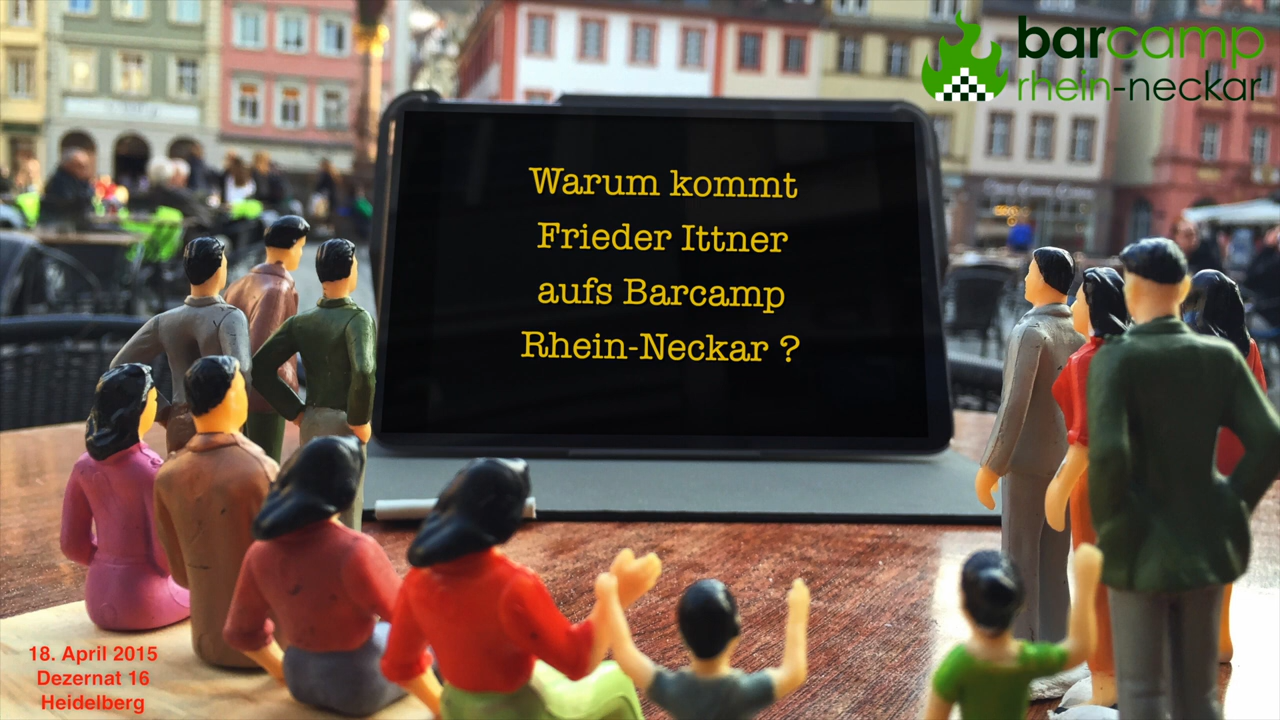 barcamp
rhein-neckar
Warum kommt
Frieder Ittner
aufs Barcamp
Rhein-Neckar ?
18. April 2015
Dezernat 16
Heidelberg